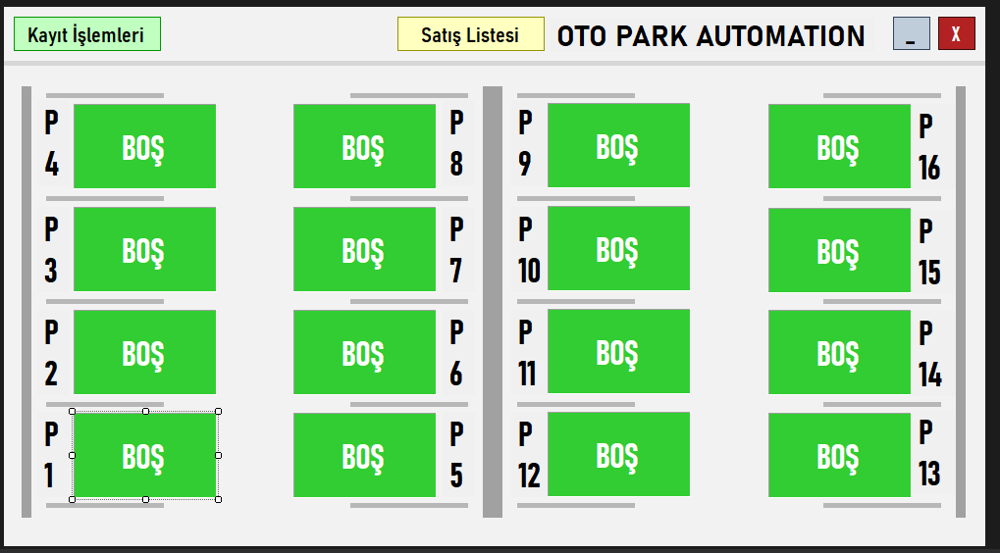 Kayıt İşlemleri
Satış Listesi
OTO PARK AUTOMATION
_
X
P
4
BOŞ
BOŞ
P
8
P
9
BOŞ
BOŞ
P
16
P
3
BOŞ
BOŞ
P
7
P
10
BOŞ
BOŞ
P
15
P
2
BOŞ
BOŞ
P
6
P
11
BOŞ
BOŞ
P
14
P
1
BOŞ
BOŞ
P
5
P
12
BOŞ
BOŞ
P
13